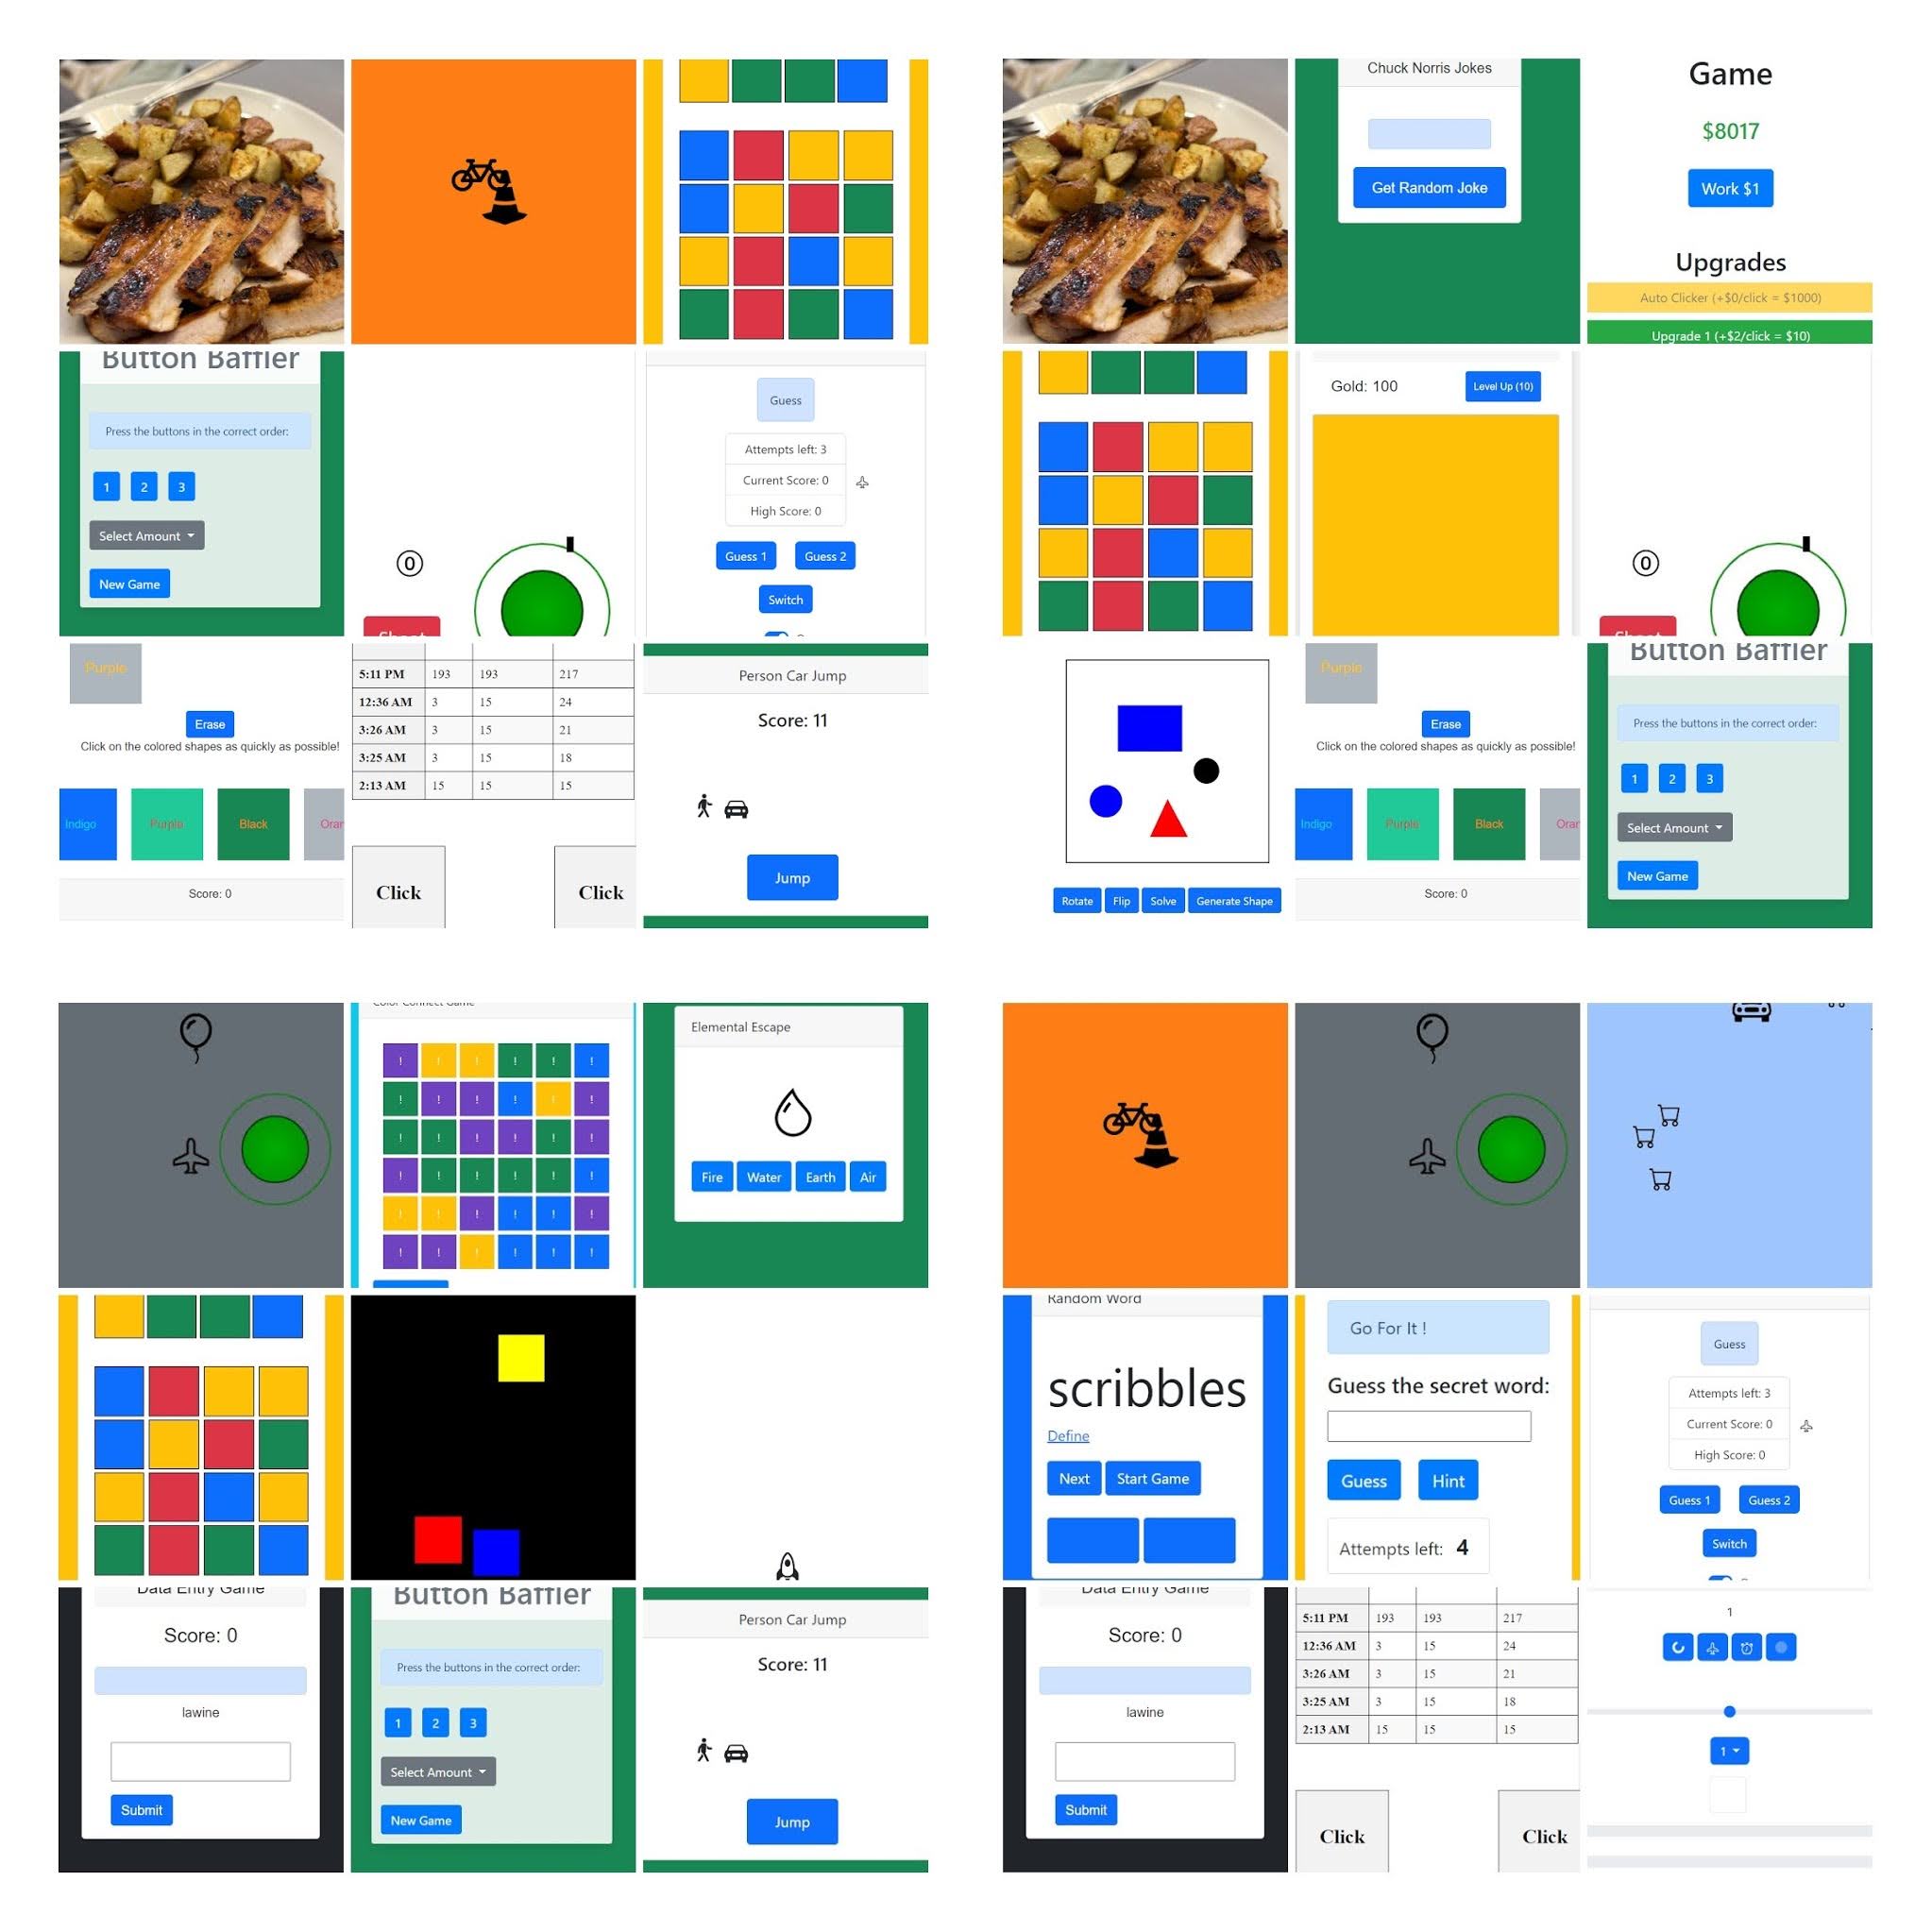 Button Baffler
Press the buttons in the correct order:
1 2 3
Select Amount
New Game
0
Shoot
Guess
Attempts left: 3
Current Score: 0
High Score: 0
Guess 1 Guess 2
Switch
Purple
Erase
Click on the colored shapes as quickly as possible!
Indigo Purple Black
Score: 0
5:11 PM 193 193 217
12:36 AM 3 15 24
3:26 AM 3 15 21
3:25 AM 3 15 18
2:13 AM 15 15 15
Click Click
Person Car Jump
Score: 11
Jump
Chuck Norris Jokes
Get Random Joke
Game
$8017
Work $1
Upgrades
Auto Clicker (+$0/click = $1000)
Upgrade 1 (+$2/click = $10)
Gold: 100 Level Up (10)
0
Shoot
Rotate Flip Solve Generate Shape
Purple
Erase
Click on the colored shapes as quickly as possible!
Indigo Purple Black
Score: 0
Button Baffler
Press the buttons in the correct order:
1 2 3
Select Amount
New Game
Color Connect Game
! ! ! ! ! !
! ! ! ! ! !
! ! ! ! ! !
! ! ! ! ! !
! ! ! ! ! !
! ! ! ! ! !
Elemental Escape
Fire Water Earth Air
Data Entry Game
Score: 0
lawine
Submit
Button Baffler
Press the buttons in the correct order:
1 2 3
Select Amount
New Game
Person Car Jump
Score: 11
Jump
Random Word
scribbles
Define
Next Start Game
Go For It !
Guess the secret word:
Guess Hint
Attempts left: 4
Guess
Attempts left: 3
Current Score: 0
High Score: 0
Guess 1 Guess 2
Switch
Data Entry Game
Score: 0
lawine
Submit
5:11 PM 193 193 217
12:36 AM 3 15 24
3:26 AM 3 15 21
3:25 AM 3 15 18
2:13 AM 15 15 15
Click Click
1
1